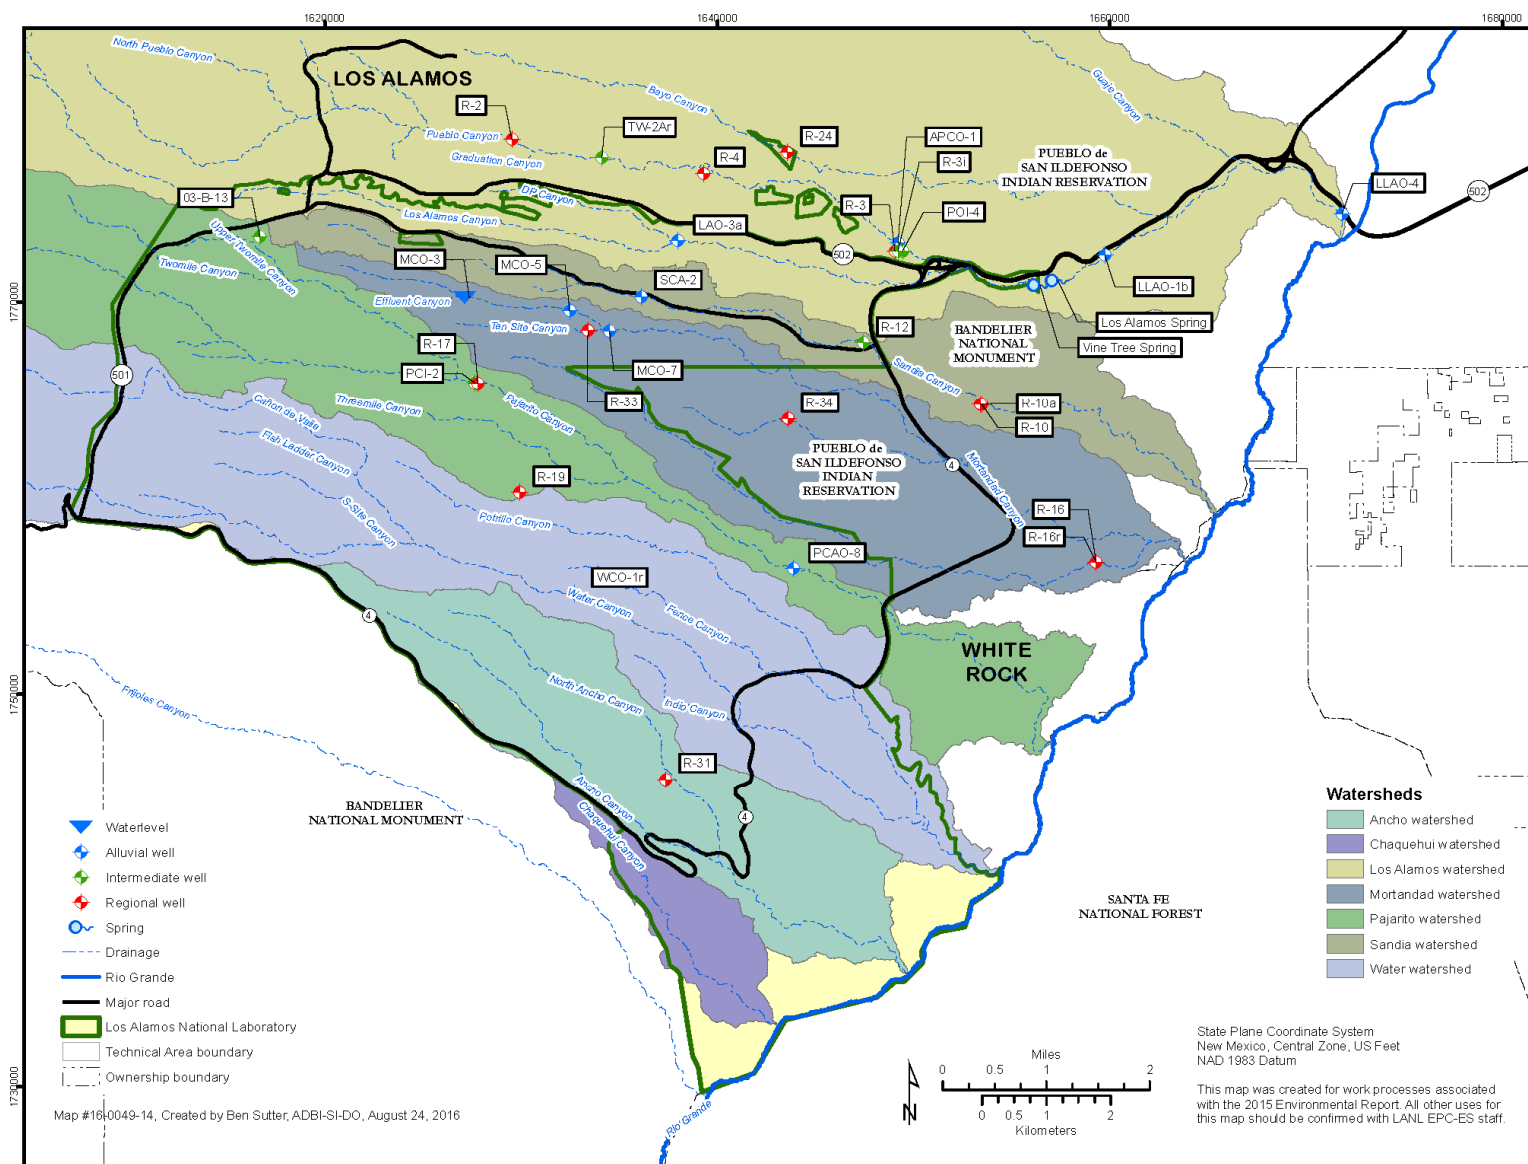 1620000
1640000
1660000
1680000
North Pueblo Canyon
LOS ALAMOS
Bayo Canyon
Guaje Canyon
R-2
TW-2Ar
R-24
APCO-1
Pueblo Canyon
Graduation Canyon
R-4
R-3i
PUEBLO de
SAN ILDEFONSO
INDIAN RESERVATION
LLAO-4
502
03-B-13
DP Canyon
Los Alamos Canyon
LAO-3a
R-3
POI-4
502
Upper Twomile Canyon
Twomile Canyon
MCO-3
MCO-5
SCA-2
LLAO-1b
1770000
Effluent Canyon
Ten Site Canyon
R-12
BANDELIER
NATIONAL
MONUMENT
Los Alamos Spring
Vine Tree Spring
R-17
PCI-2
MCO-7
Sandia Canyon
501
Cañon de Valle
Threemile Canyon
Pajarito Canyon
R-33
R-34
R-10a
R-10
Fish Ladder Canyon
PUEBLO de
SAN ILDEFONSO
INDIAN
RESERVATION
4
Mortandad Canyon
R-19
S-Site Canyon
Potrillo Canyon
R-16
R-16r
PCAO-8
WCO-1r
Water Canyon
Fence Canyon
4
WHITE
ROCK
1750000
Frijoles Canyon
North Ancho Canyon
Indio Canyon
R-31
Ancho Canyon
Chaquehui Canyon
4
BANDELIER
NATIONAL MONUMENT
SANTA FE
NATIONAL FOREST
Watersheds
Ancho watershed
Chaquehui watershed
Los Alamos watershed
Mortandad watershed
Pajarito watershed
Sandia watershed
Water watershed
Waterlevel
Alluvial well
Intermediate well
Regional well
Spring
Drainage
Rio Grande
Major road
Los Alamos National Laboratory
Technical Area boundary
Ownership boundary
1730000
Rio Grande
Map #16-0049-14, Created by Ben Sutter, ADBI-SI-DO, August 24, 2016
N
Miles
0 0.5 1 2
0 0.5 1 2
Kilometers
State Plane Coordinate System
New Mexico, Central Zone, US Feet
NAD 1983 Datum
This map was created for work processes associated
with the 2015 Environmental Report. All other uses for
this map should be confirmed with LANL EPC-ES staff.